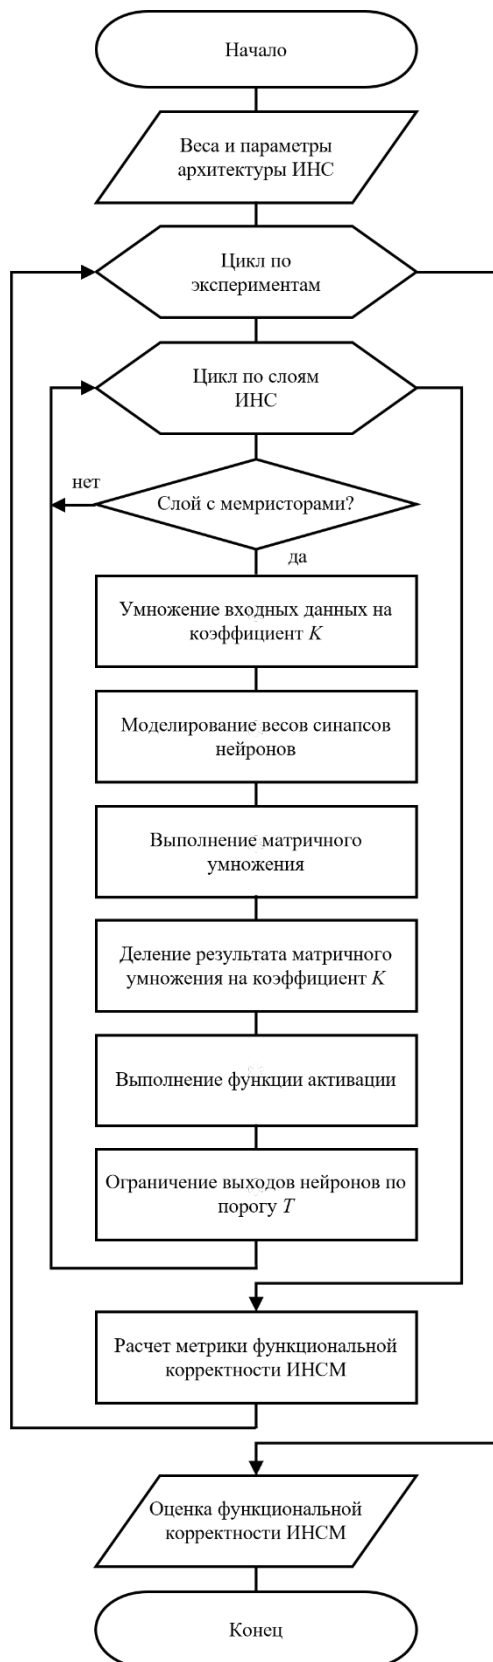 Начало
Веса и параметры
архитектуры ИНС
Цикл по
экспериментам
Цикл по слоям
ИНС
нет
Слой с мемристорами?
да
Умножение входных данных на
коэффициент K
Моделирование весов синапсов
нейронов
Выполнение матричного
умножения
Деление результата матричного
умножения на коэффициент K
Выполнение функции активации
Ограничение выходов нейронов по
порогу T
Расчет метрики функциональной
корректности ИНСМ
Оценка функциональной
корректности ИНСМ
Конец